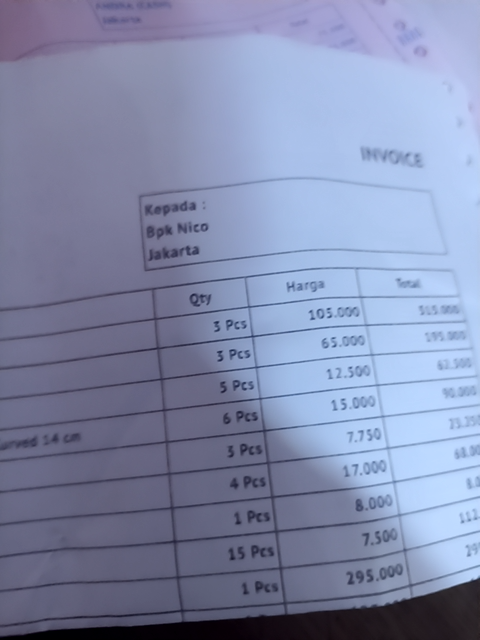 Jakarta
INVOICE
Kepada :
Bpk Nico
Jakarta
Qty Harga Total
3 Pcs 105.000 315.000
3 Pcs 65.000 195.000
5 Pcs 12.500 62.500
6 Pcs 15.000 90.000
urved 14 cm 3 Pcs 7.750 23.250
4 Pcs 17.000 68.00
1 Pcs 8.000 8.0
15 Pcs 7.500 112.
1 Pcs 295.000 29